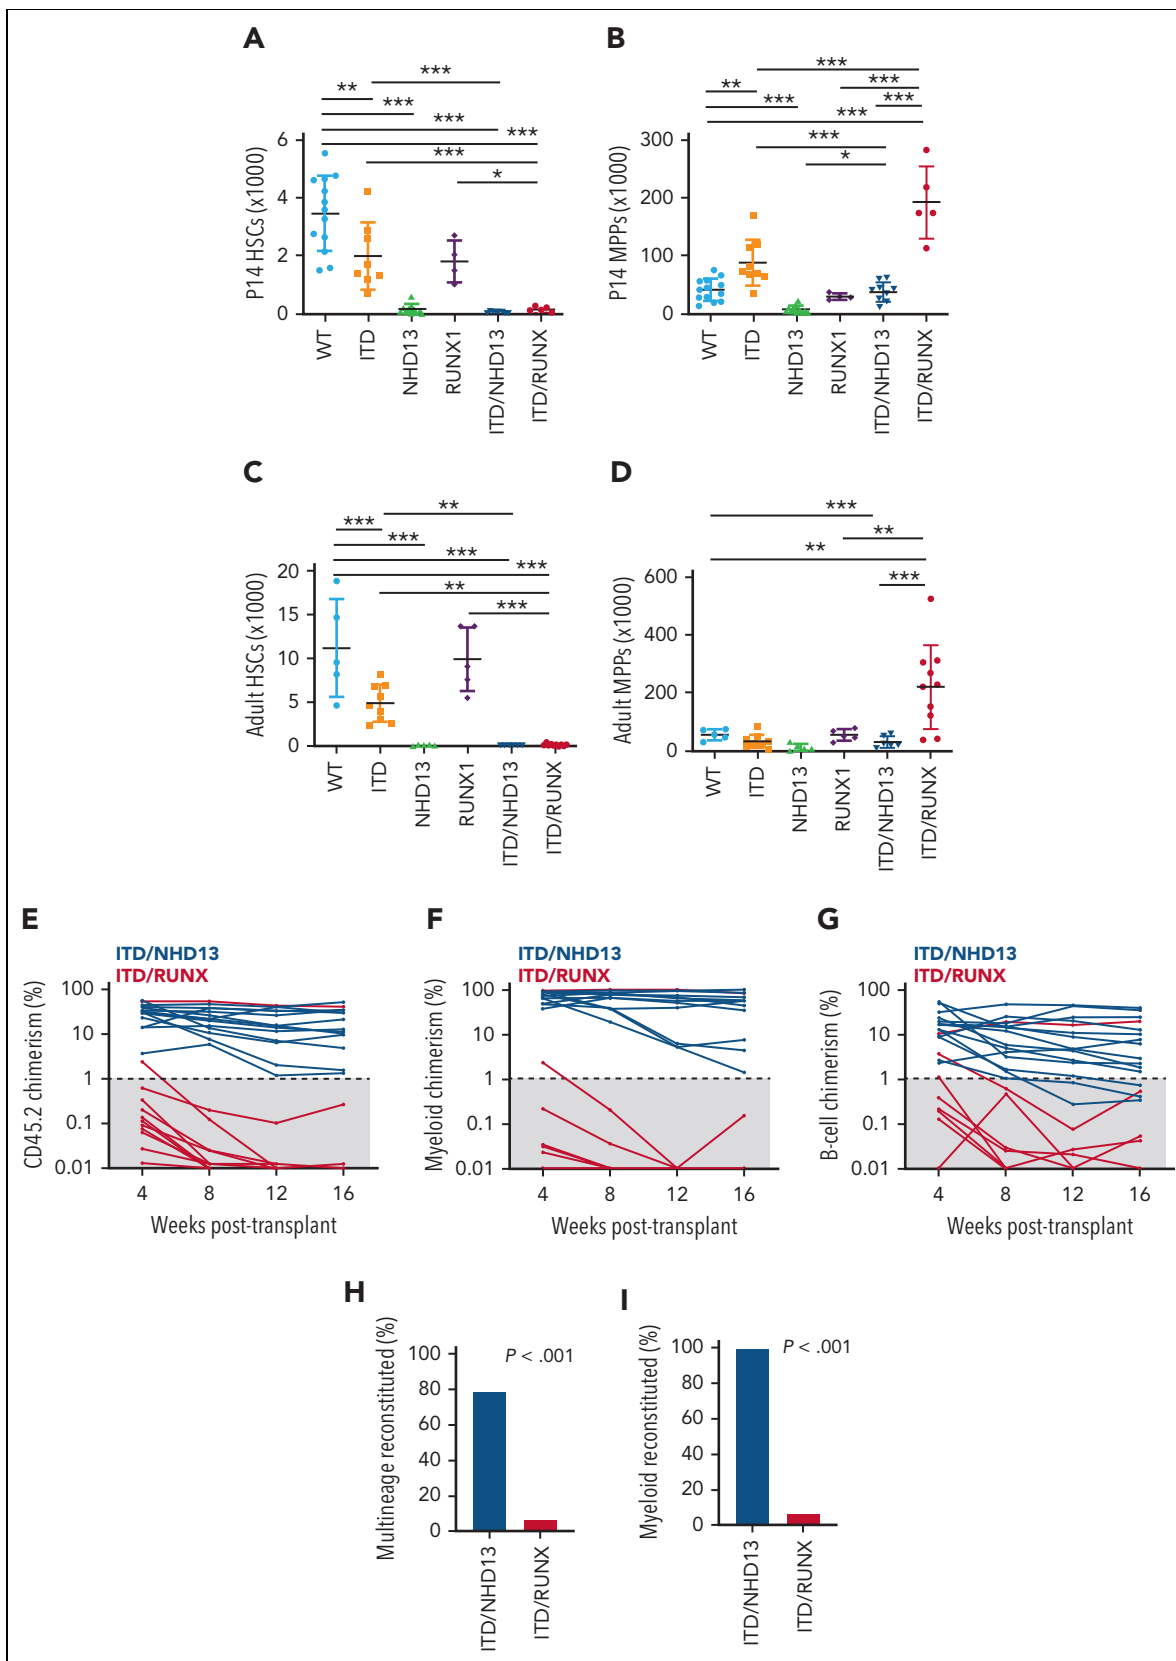 A
B
***
**
***
***
***
***
*
***
**
***
***
***
***
***
*
P14 HSCs (x1000)
6
4
2
0
WT
ITD
NHD13
RUNX1
ITD/NHD13
ITD/RUNX
P14 MPPs (x1000)
300
200
100
0
WT
ITD
NHD13
RUNX1
ITD/NHD13
ITD/RUNX
C
D
**
***
***
***
***
**
***
***
**
**
***
Adult HSCs (x1000)
20
15
10
5
0
WT
ITD
NHD13
RUNX1
ITD/NHD13
ITD/RUNX
Adult MPPs (x1000)
600
400
200
0
WT
ITD
NHD13
RUNX1
ITD/NHD13
ITD/RUNX
E
ITD/NHD13
ITD/RUNX
CD45.2 chimerism (%)
100
10
1
0.1
0.01
4 8 12 16
Weeks post-transplant
F
ITD/NHD13
ITD/RUNX
Myeloid chimerism (%)
100
10
1
0.1
0.01
4 8 12 16
Weeks post-transplant
G
ITD/NHD13
ITD/RUNX
B-cell chimerism (%)
100
10
1
0.1
0.01
4 8 12 16
Weeks post-transplant
H
Multineage reconstituted (%)
100
80
60
40
20
0
P < .001
ITD/NHD13
ITD/RUNX
I
Myeloid reconstituted (%)
100
80
60
40
20
0
P < .001
ITD/NHD13
ITD/RUNX